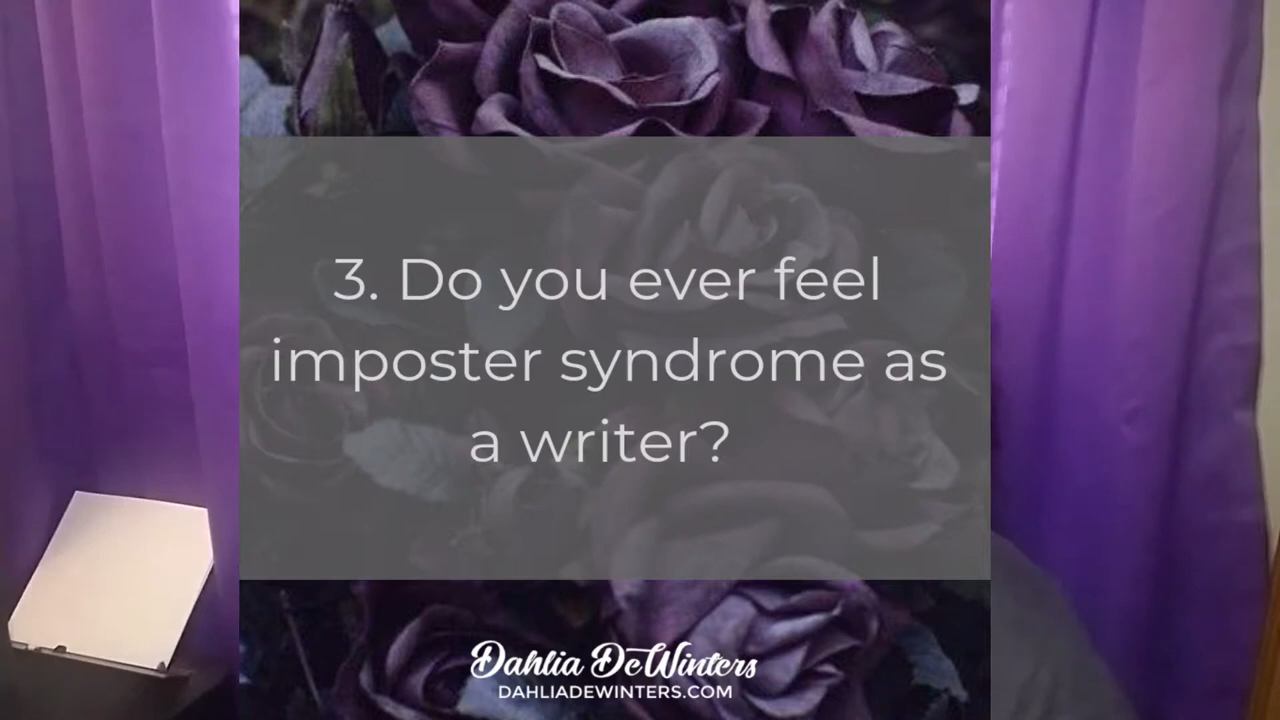 3. Do you ever feel
imposter syndrome as
a writer?
Dahlia DeWinters
DAHLIADEWINTERS.COM